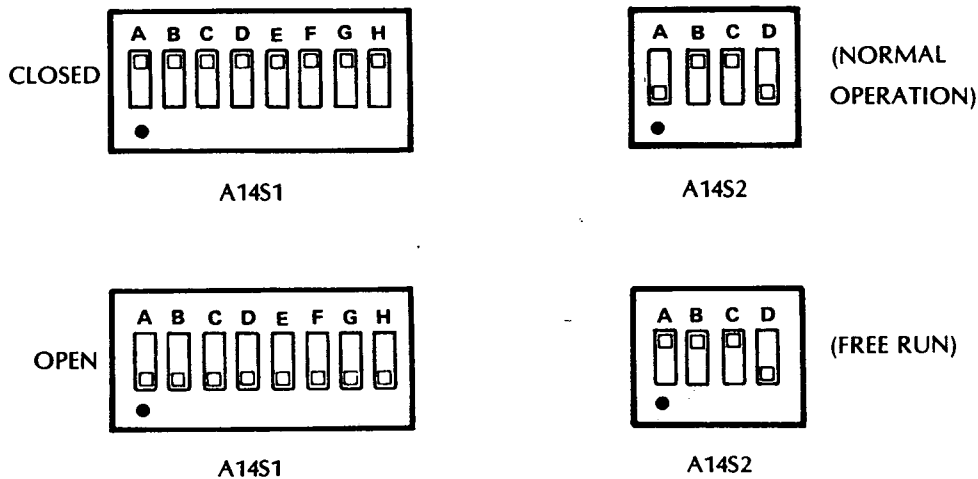 A B C D E F G H
CLOSED
A14S1
A B C D
(NORMAL
OPERATION)
A14S2
A B C D E F G H
OPEN
A14S1
A B C D
(FREE RUN)
A14S2